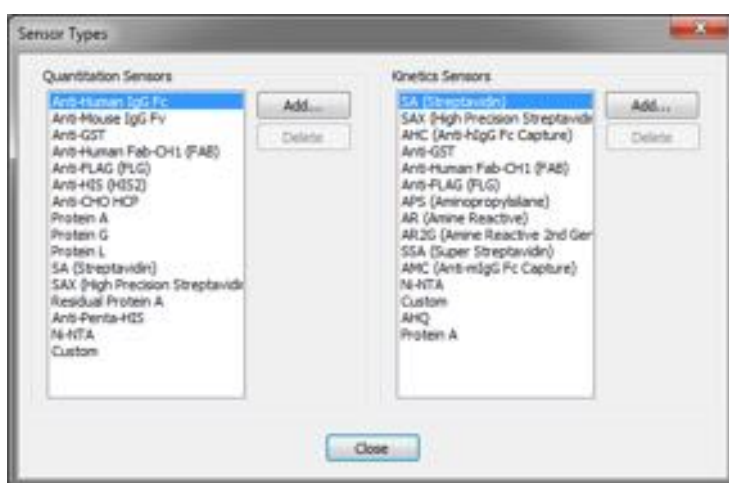 Sensor Types
Quantitation Sensors
Anti-Human IgG Fc
Anti-Mouse IgG Fv
Anti-GST
Anti-Human Fab-CH1 (FAB)
Anti-FLAG (FLG)
Anti-HIS (HIS2)
Anti-CHO HCP
Protein A
Protein G
Protein L
SA (Streptavidin)
SAX (High Precision Streptavidi
Residual Protein A
Anti-Penta-HIS
Ni-NTA
Custom
Add...
Delete
Kinetics Sensors
SA (Streptavidin)
SAX (High Precision Streptavidi
AHC (Anti-hIgG Fc Capture)
Anti-GST
Anti-Human Fab-CH1 (FAB)
Anti-FLAG (FLG)
APS (Aminopropylsilane)
AR (Amine Reactive)
AR2G (Amine Reactive 2nd Gen
SSA (Super Streptavidin)
AMC (Anti-mIgG Fc Capture)
Ni-NTA
Custom
AHQ
Protein A
Add...
Delete
Close